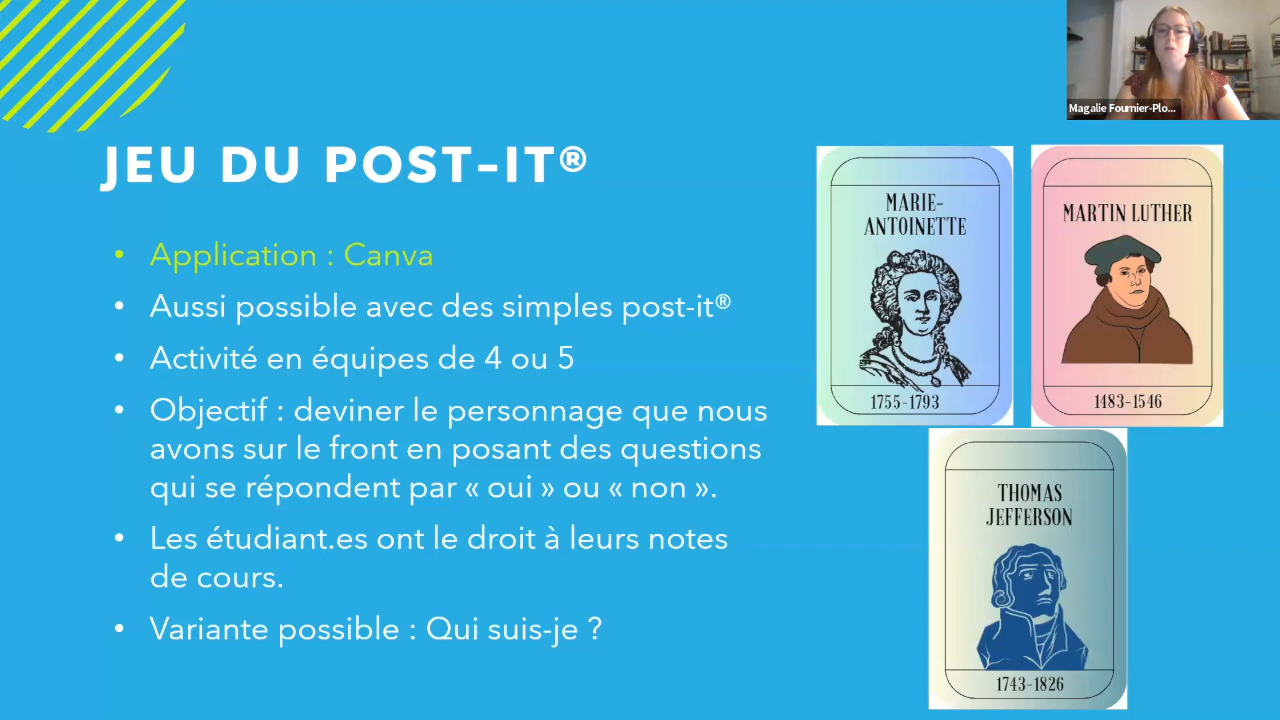 Magalie Fournier-Plo...
JEU DU POST-IT®
• Application : Canva
• Aussi possible avec des simples post-it®
• Activité en équipes de 4 ou 5
• Objectif : deviner le personnage que nous
avons sur le front en posant des questions
qui se répondent par « oui » ou « non ».
• Les étudiant.es ont le droit à leurs notes
de cours.
• Variante possible : Qui suis-je ?
MARIE-
ANTOINETTE
1755-1793
MARTIN LUTHER
1483-1546
THOMAS
JEFFERSON
1743-1826